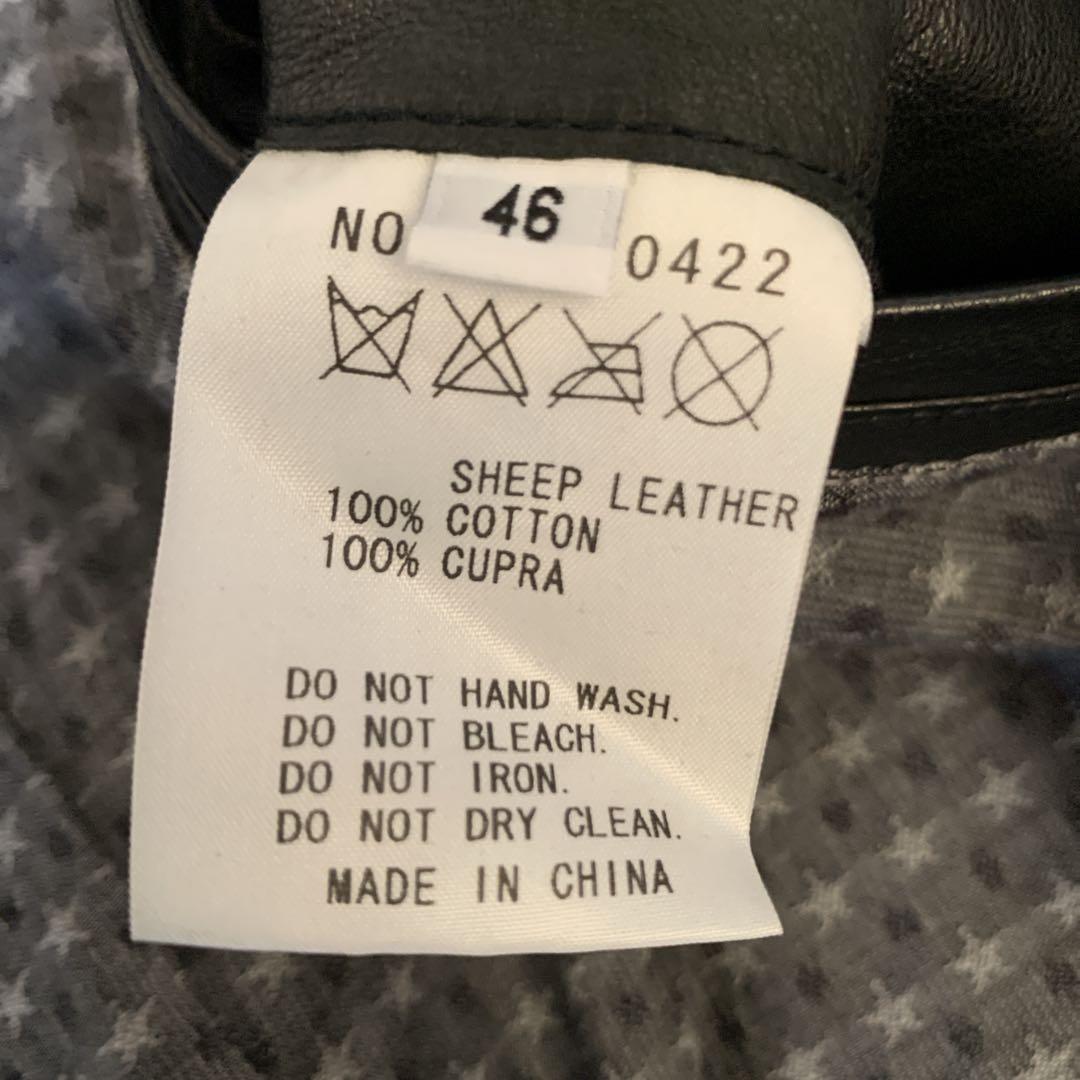 46
NO 0422
SHEEP LEATHER
100% COTTON
100% CUPRA
DO NOT HAND WASH.
DO NOT BLEACH.
DO NOT IRON.
DO NOT DRY CLEAN.
MADE IN CHINA